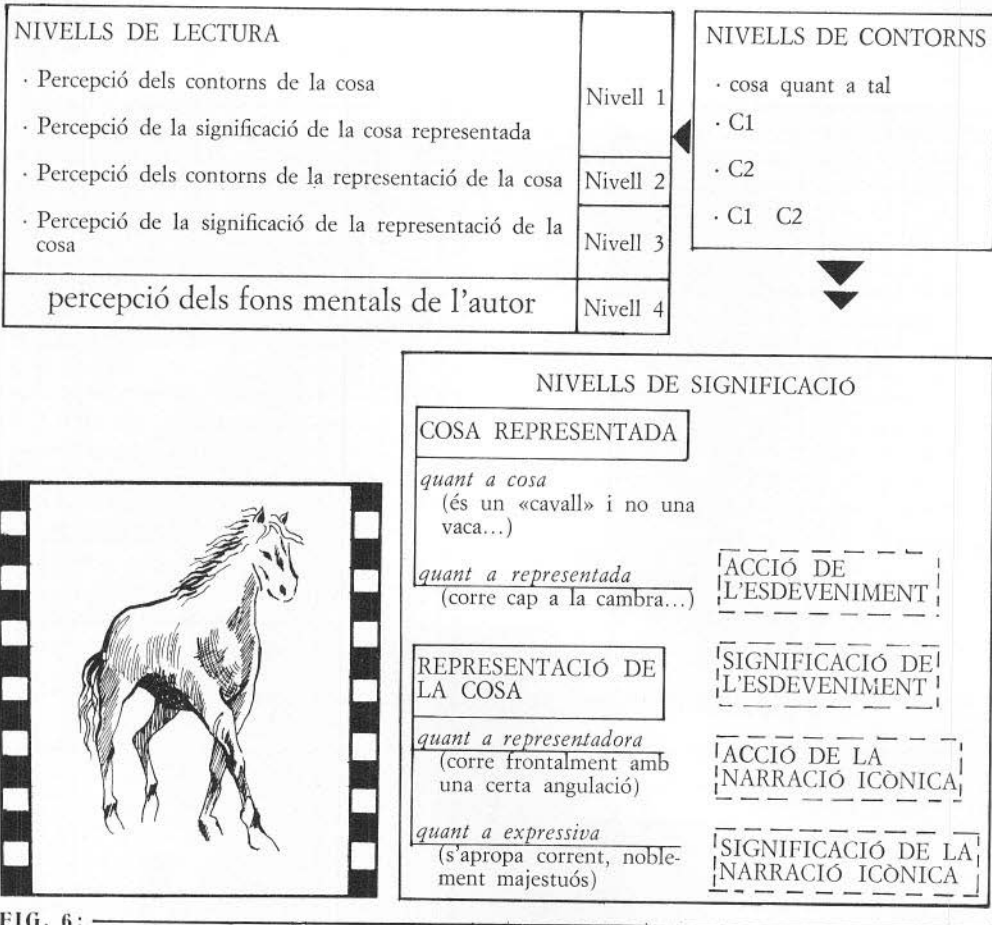 NIVELLS DE LECTURA
· Percepció dels contorns de la cosa
· Percepció de la significació de la cosa representada
Nivell 1
· Percepció dels contorns de la representació de la cosa
Nivell 2
· Percepció de la significació de la representació de la
cosa
Nivell 3
percepció dels fons mentals de l'autor
Nivell 4
NIVELLS DE CONTORNS
· cosa quant a tal
· C1
· C2
· C1 C2
NIVELLS DE SIGNIFICACIÓ
COSA REPRESENTADA
quant a cosa
(és un «cavall» i no una
vaca...)
quant a representada
(corre cap a la cambra...)
ACCIÓ DE
L'ESDEVENIMENT
REPRESENTACIÓ DE
LA COSA
SIGNIFICACIÓ DE
L'ESDEVENIMENT
quant a representadora
(corre frontalment amb
una certa angulació)
ACCIÓ DE LA
NARRACIÓ ICÒNICA
quant a expressiva
(s'apropa corrent, noble-
ment majestuós)
SIGNIFICACIÓ DE LA
NARRACIÓ ICÒNICA
FIG. 6: